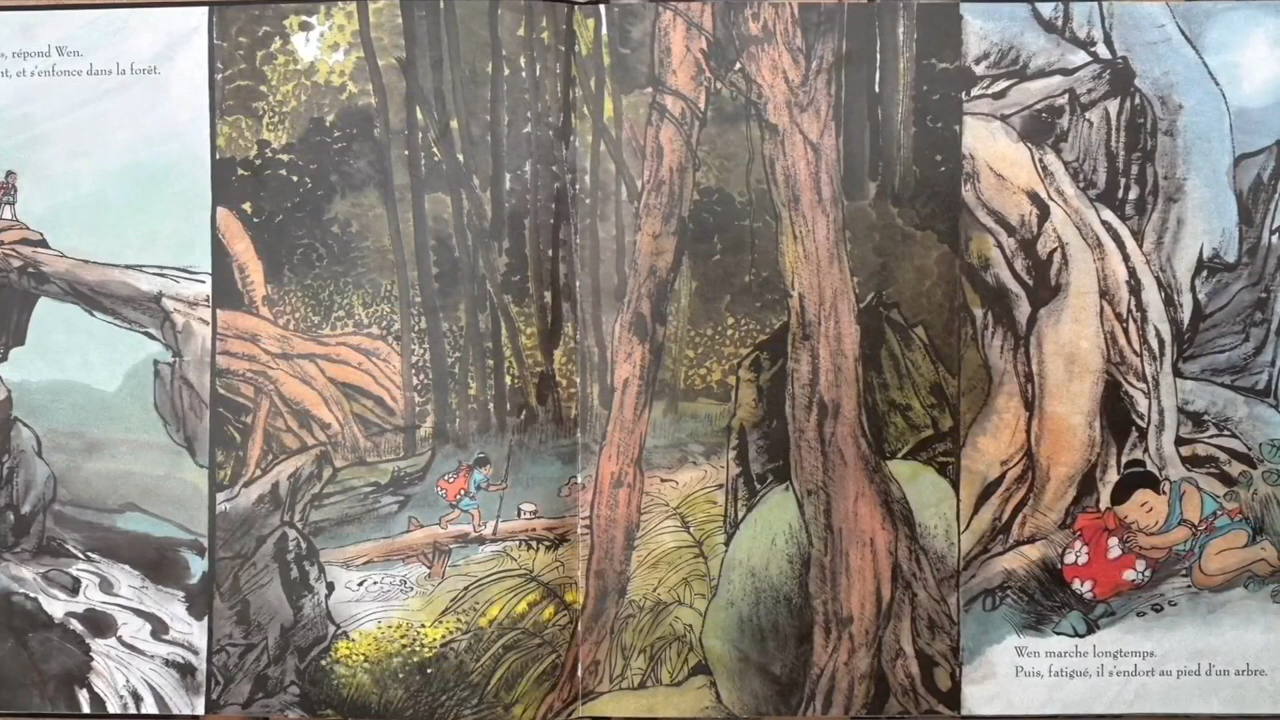 », répond Wen.
nt, et s'enfonce dans la forêt.
Wen marche longtemps.
Puis, fatigué, il s'endort au pied d'un arbre.